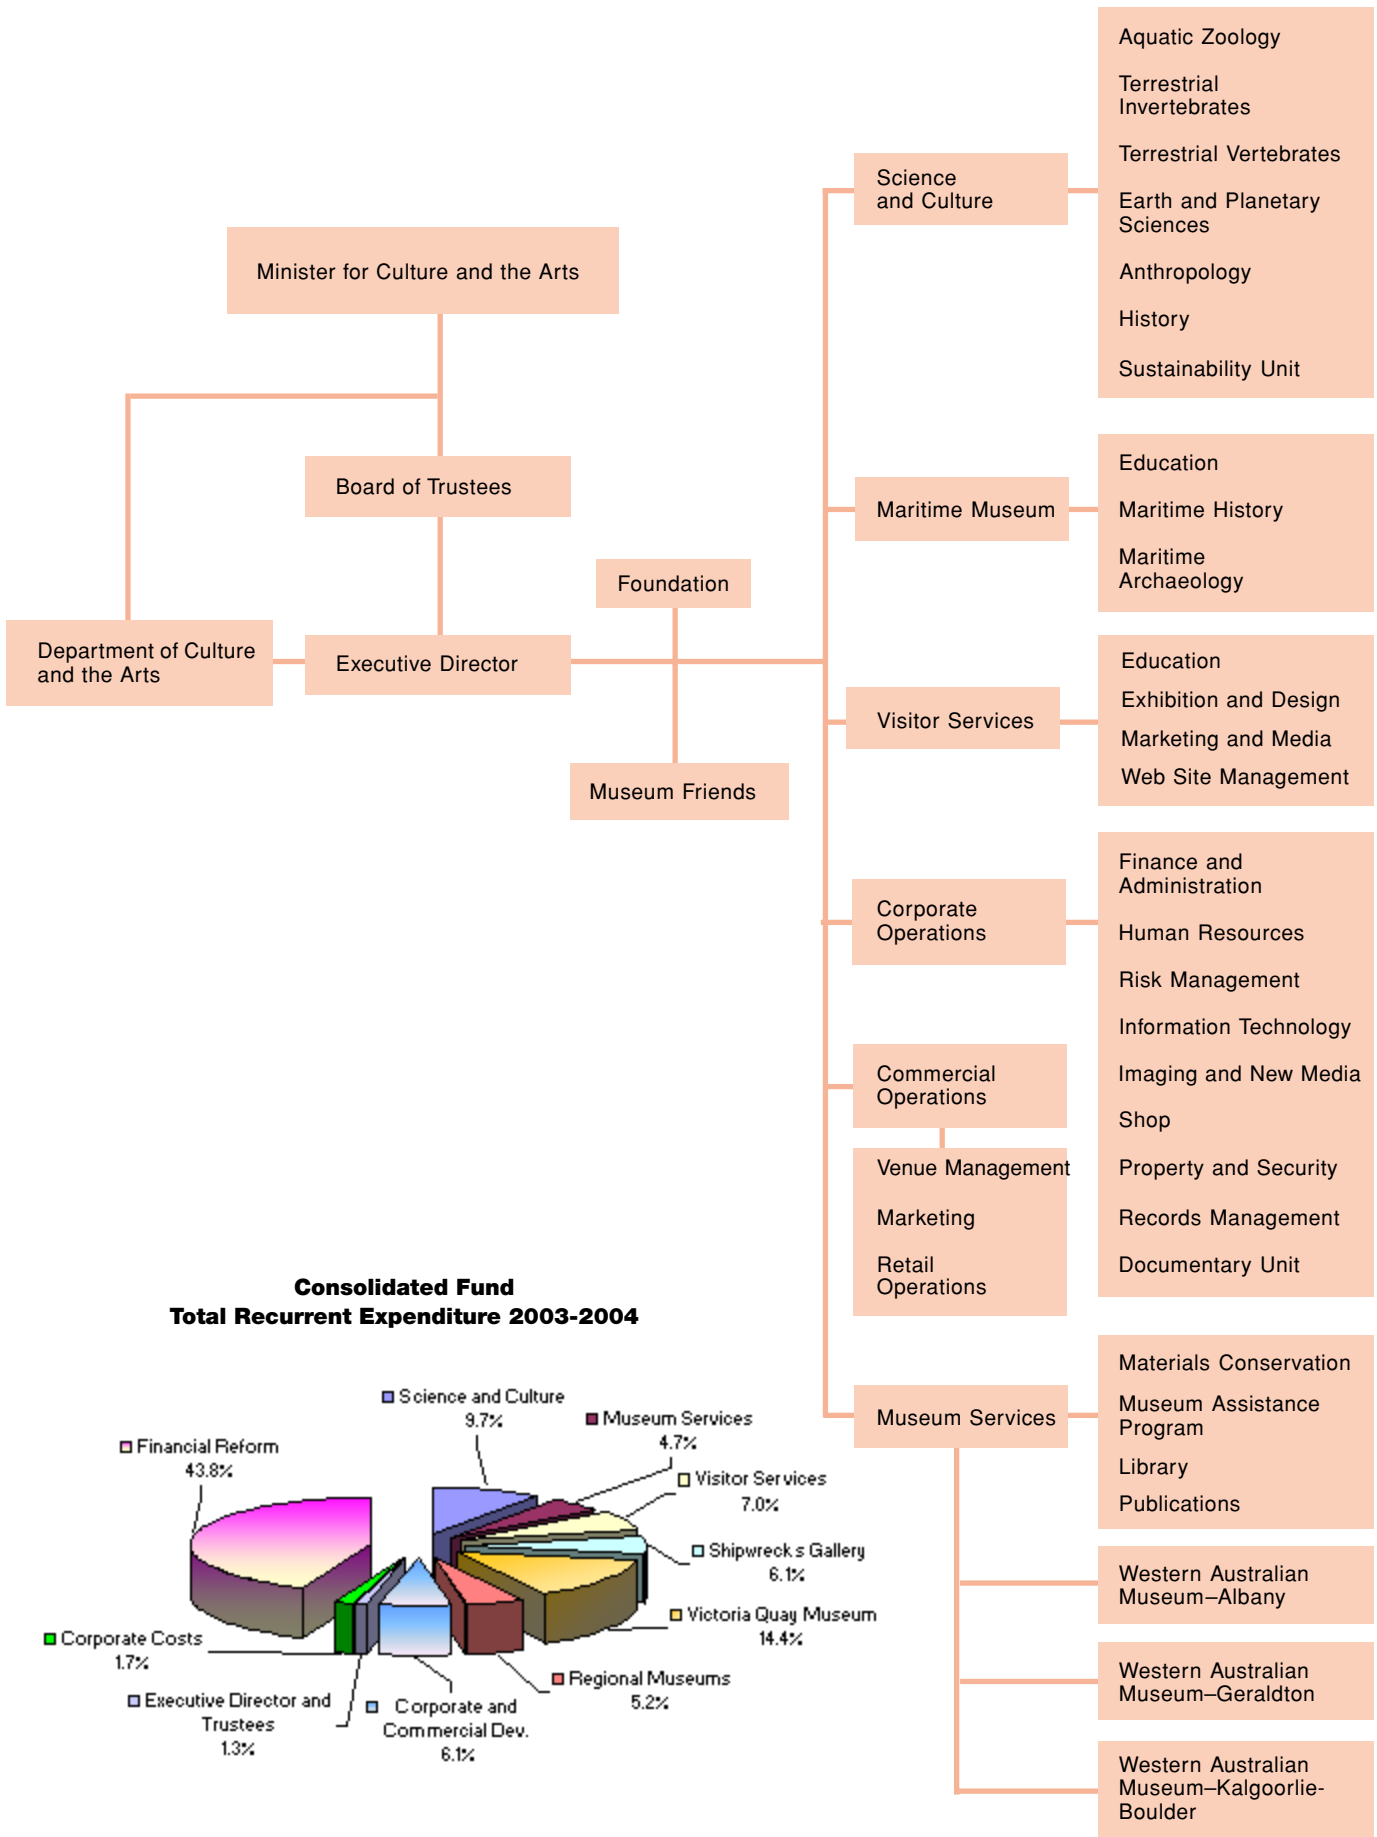 Minister for Culture and the Arts
Board of Trustees
Department of Culture
and the Arts
Executive Director
Foundation
Museum Friends
Science
and Culture
Aquatic Zoology
Terrestrial
Invertebrates
Terrestrial Vertebrates
Earth and Planetary
Sciences
Anthropology
History
Sustainability Unit
Maritime Museum
Education
Maritime History
Maritime
Archaeology
Visitor Services
Education
Exhibition and Design
Marketing and Media
Web Site Management
Corporate
Operations
Finance and
Administration
Human Resources
Risk Management
Information Technology
Imaging and New Media
Shop
Property and Security
Records Management
Documentary Unit
Commercial
Operations
Venue Management
Marketing
Retail
Operations
Museum Services
Materials Conservation
Museum Assistance
Program
Library
Publications
Western Australian
Museum–Albany
Western Australian
Museum–Geraldton
Western Australian
Museum–Kalgoorlie-
Boulder
Consolidated Fund
Total Recurrent Expenditure 2003-2004
Science and Culture
9.7%
Museum Services
4.7%
Visitor Services
7.0%
Shipwrecks Gallery
6.1%
Victoria Quay Museum
14.4%
Regional Museums
5.2%
Corporate and
Commercial Dev.
6.1%
Executive Director and
Trustees
1.3%
Corporate Costs
1.7%
Financial Reform
43.8%